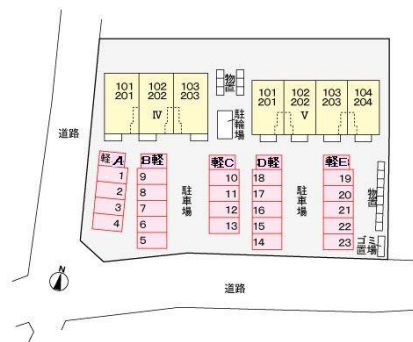 101 102 103
201 202 203
Ⅳ
物置
駐輪場
101 102 103 104
201 202 203 204
Ⅴ
道路
軽A
1
2
3
4
B軽
9
8
7
6
5
駐車場
軽C
10
11
12
13
D軽
18
17
16
15
14
駐車場
軽E
19
20
21
22
23
物置
ゴミ置場
N
道路